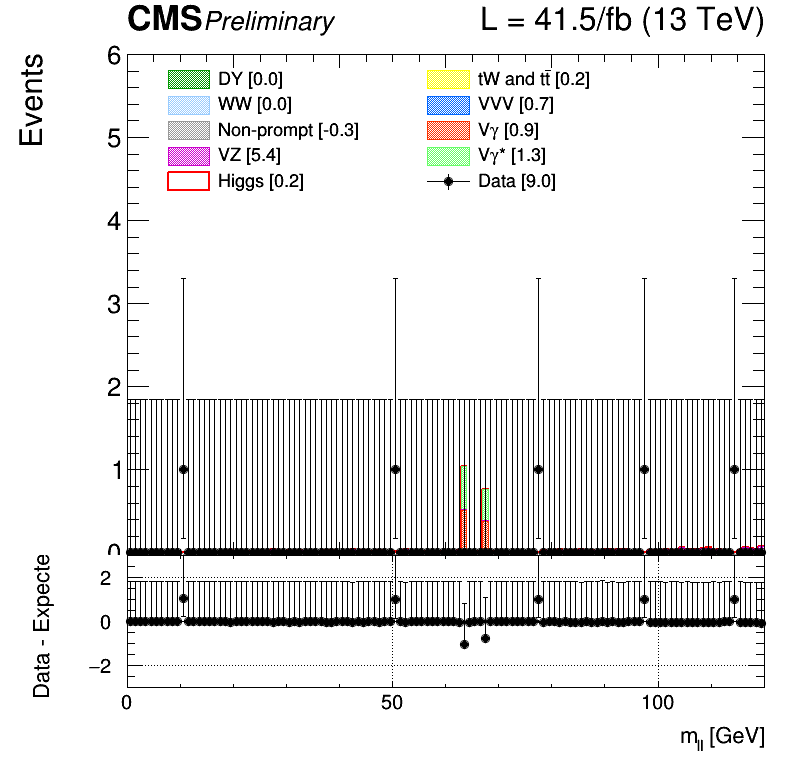 CMS Preliminary L = 41.5/fb (13 TeV)
Events
6
5
4
3
2
1
0
DY [0.0]
WW [0.0]
Non-prompt [-0.3]
VZ [5.4]
Higgs [0.2]
tW and tt̄ [0.2]
VVV [0.7]
Vγ [0.9]
Vγ* [1.3]
Data [9.0]
Data - Expecte
2
0
−2
0 50 100
m_ll [GeV]